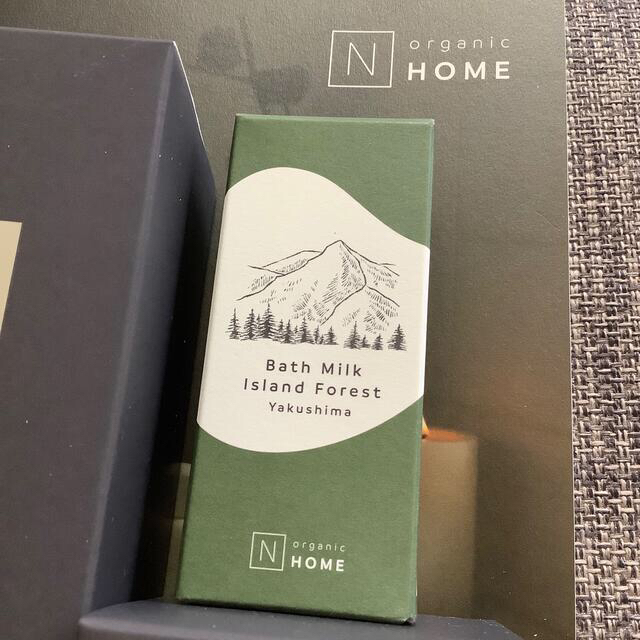 N organic
HOME
Bath Milk
Island Forest
Yakushima
N organic
HOME